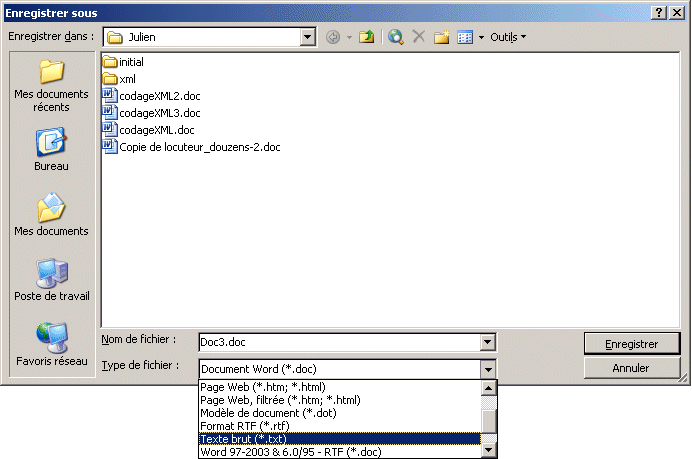 Enregistrer sous
Enregistrer dans :
Julien
Outils
Mes documents
récents
Bureau
Mes documents
Poste de travail
Favoris réseau
initial
xml
codageXML2.doc
codageXML3.doc
codageXML.doc
Copie de locuteur_douzens-2.doc
Nom de fichier :
Doc3.doc
Enregistrer
Type de fichier :
Document Word (*.doc)
Annuler
Page Web (*.htm; *.html)
Page Web, filtrée (*.htm; *.html)
Modèle de document (*.dot)
Format RTF (*.rtf)
Texte brut (*.txt)
Word 97-2003 & 6.0/95 - RTF (*.doc)